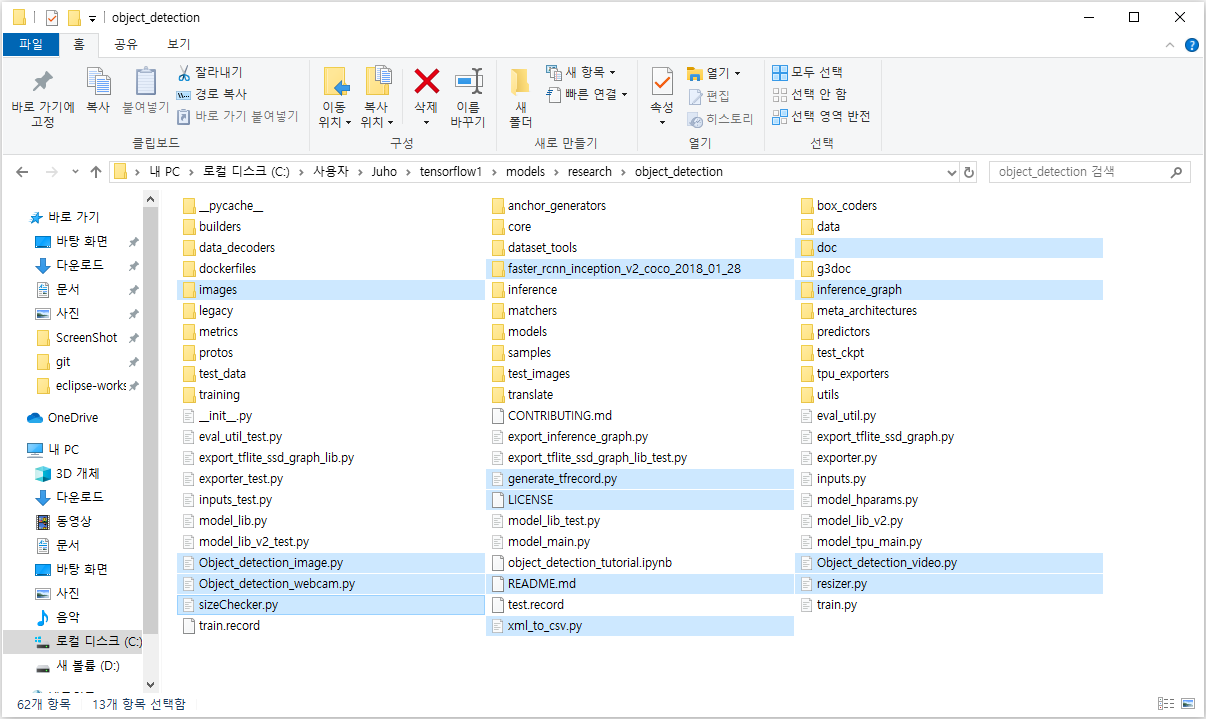 object_detection
파일 홈 공유 보기
바로 가기에 고정
복사
붙여넣기
잘라내기
경로 복사
바로 가기 붙여넣기
클립보드
이동 위치
복사 위치
삭제
이름 바꾸기
구성
새 폴더
새 항목
빠른 연결
새로 만들기
속성
열기
편집
히스토리
열기
모두 선택
선택 안 함
선택 영역 반전
선택
내 PC > 로컬 디스크 (C:) > 사용자 > Juho > tensorflow1 > models > research > object_detection
object_detection 검색
바로 가기
바탕 화면
다운로드
문서
사진
ScreenShot
git
eclipse-works
OneDrive
내 PC
3D 개체
다운로드
동영상
문서
바탕 화면
사진
음악
로컬 디스크 (C:)
새 볼륨 (D:)
__pycache__ anchor_generators box_coders
builders core data
data_decoders dataset_tools doc
dockerfiles faster_rcnn_inception_v2_coco_2018_01_28 g3doc
images inference inference_graph
legacy matchers meta_architectures
metrics models predictors
protos samples test_ckpt
test_data test_images tpu_exporters
training translate utils
__init__.py CONTRIBUTING.md eval_util.py
eval_util_test.py export_inference_graph.py export_tflite_ssd_graph.py
export_tflite_ssd_graph_lib.py export_tflite_ssd_graph_lib_test.py exporter.py
exporter_test.py generate_tfrecord.py inputs.py
inputs_test.py LICENSE model_hparams.py
model_lib.py model_lib_test.py model_lib_v2.py
model_lib_v2_test.py model_main.py model_tpu_main.py
Object_detection_image.py object_detection_tutorial.ipynb Object_detection_video.py
Object_detection_webcam.py README.md resizer.py
sizeChecker.py test.record train.py
train.record xml_to_csv.py
62개 항목 13개 항목 선택함